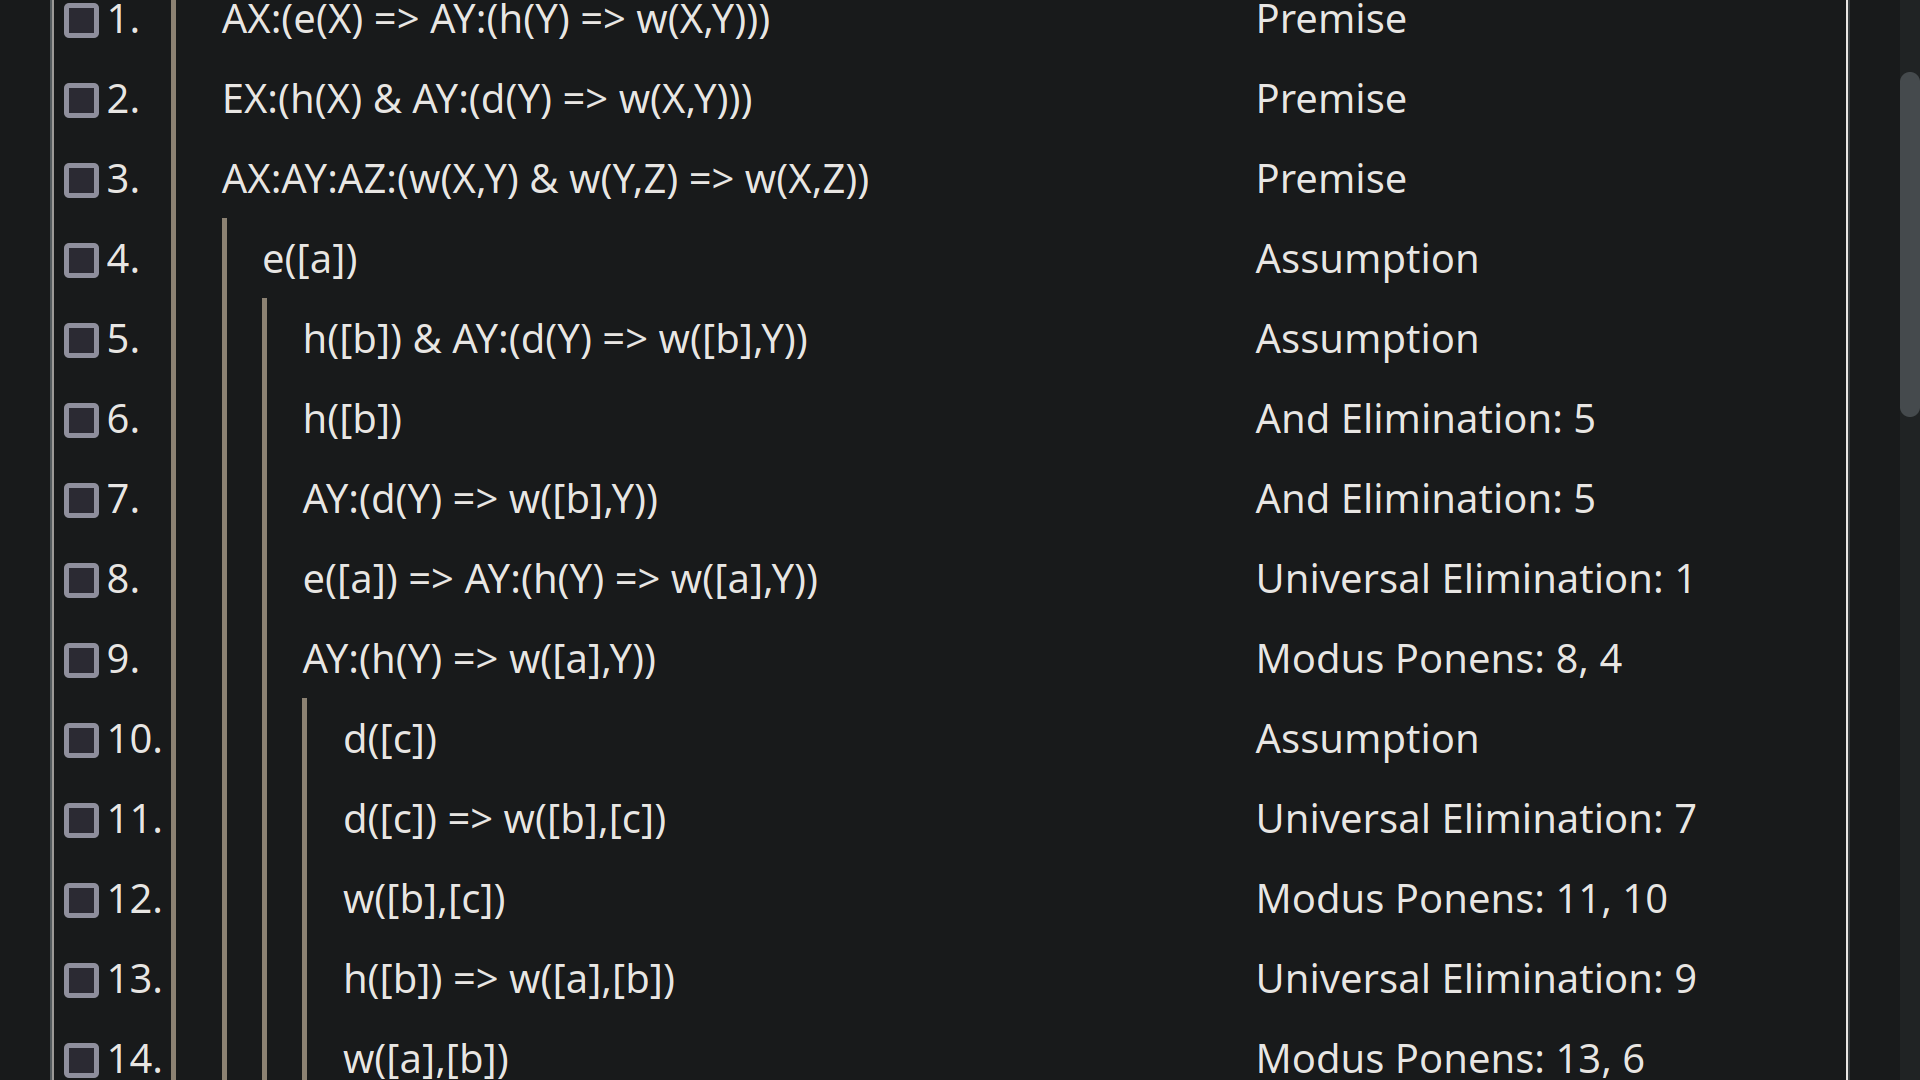 1. AX:(e(X) => AY:(h(Y) => w(X,Y))) Premise
2. EX:(h(X) & AY:(d(Y) => w(X,Y))) Premise
3. AX:AY:AZ:(w(X,Y) & w(Y,Z) => w(X,Z)) Premise
4. e([a]) Assumption
5. h([b]) & AY:(d(Y) => w([b],Y)) Assumption
6. h([b]) And Elimination: 5
7. AY:(d(Y) => w([b],Y)) And Elimination: 5
8. e([a]) => AY:(h(Y) => w([a],Y)) Universal Elimination: 1
9. AY:(h(Y) => w([a],Y)) Modus Ponens: 8, 4
10. d([c]) Assumption
11. d([c]) => w([b],[c]) Universal Elimination: 7
12. w([b],[c]) Modus Ponens: 11, 10
13. h([b]) => w([a],[b]) Universal Elimination: 9
14. w([a],[b]) Modus Ponens: 13, 6